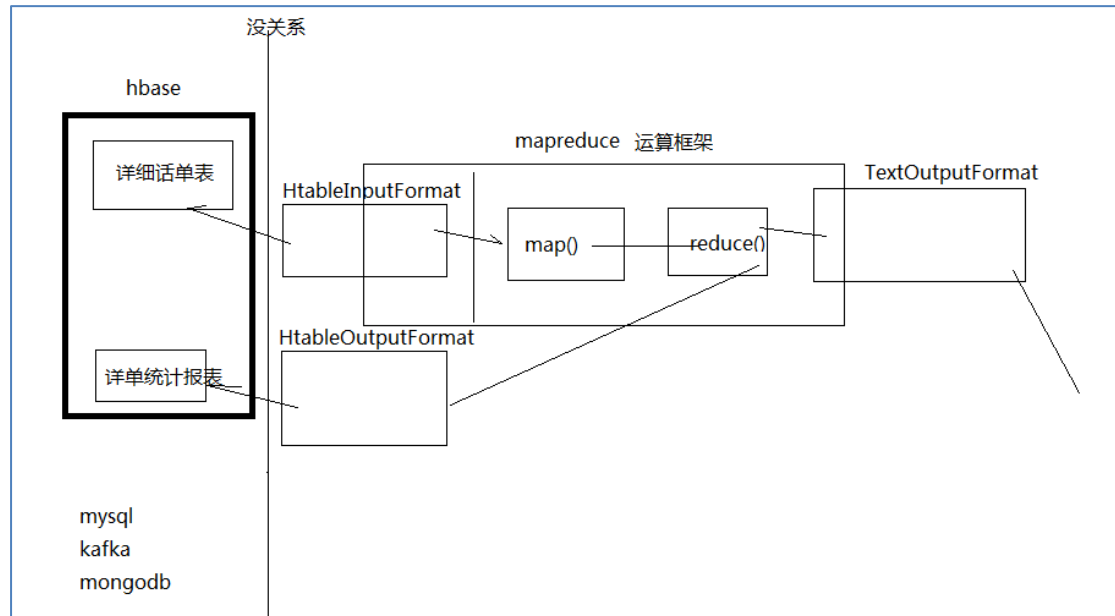 没关系
hbase
mapreduce 运算框架
详细话单表
HtableInputFormat
TextOutputFormat
map()
reduce()
HtableOutputFormat
详单统计报表
mysql
kafka
mongodb